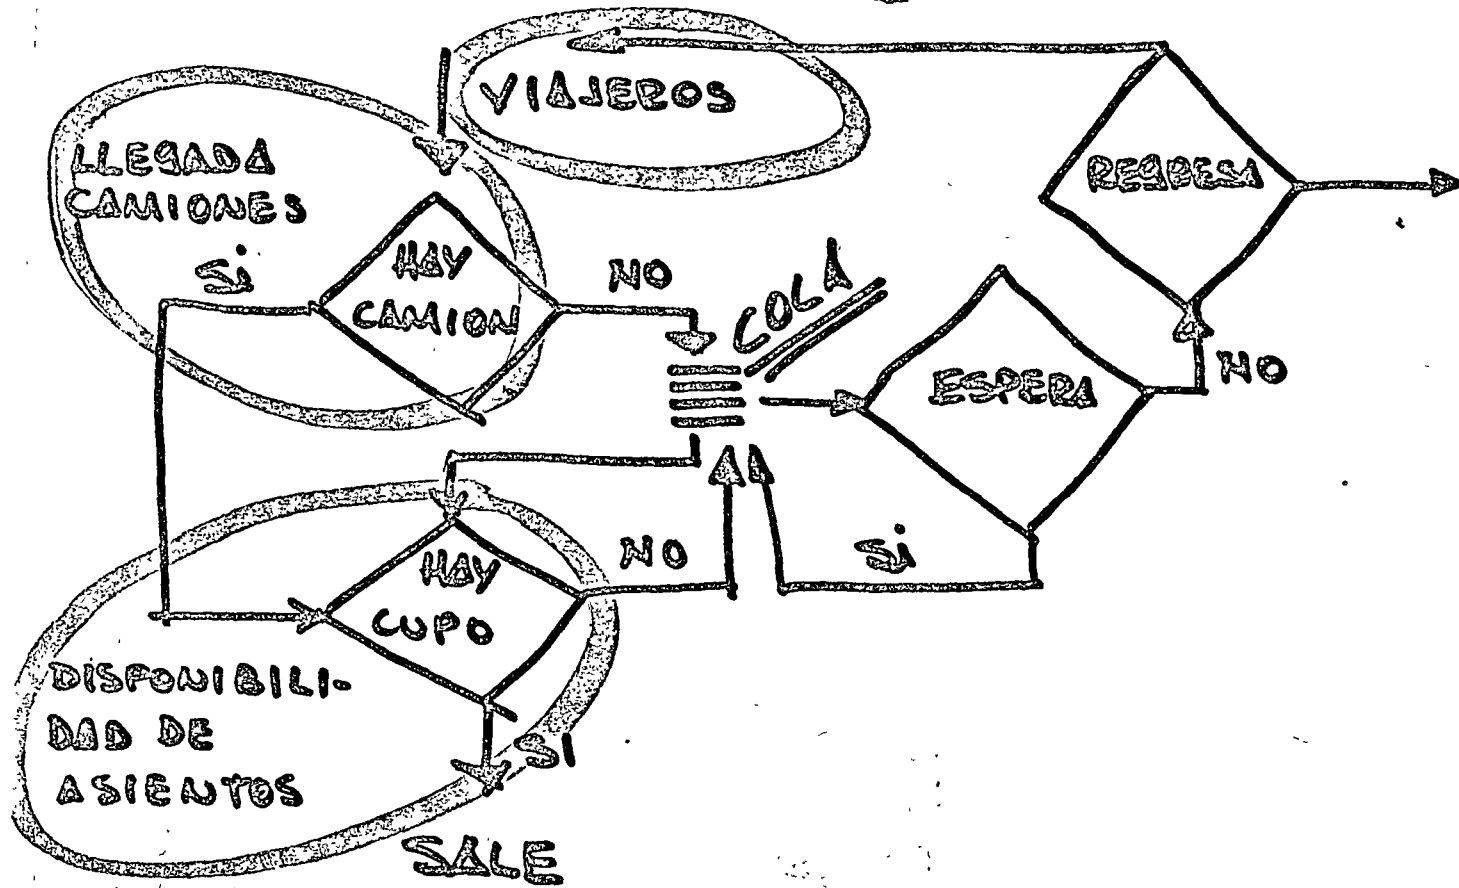 VIAJEROS
LLEGADA
CAMIONES
REGRESA
Si
HAY
CAMION
NO
COLA
ESPERA
NO
HAY
CUPO
NO
Si
DISPONIBILI-
DAD DE
ASIENTOS
SI
SALE